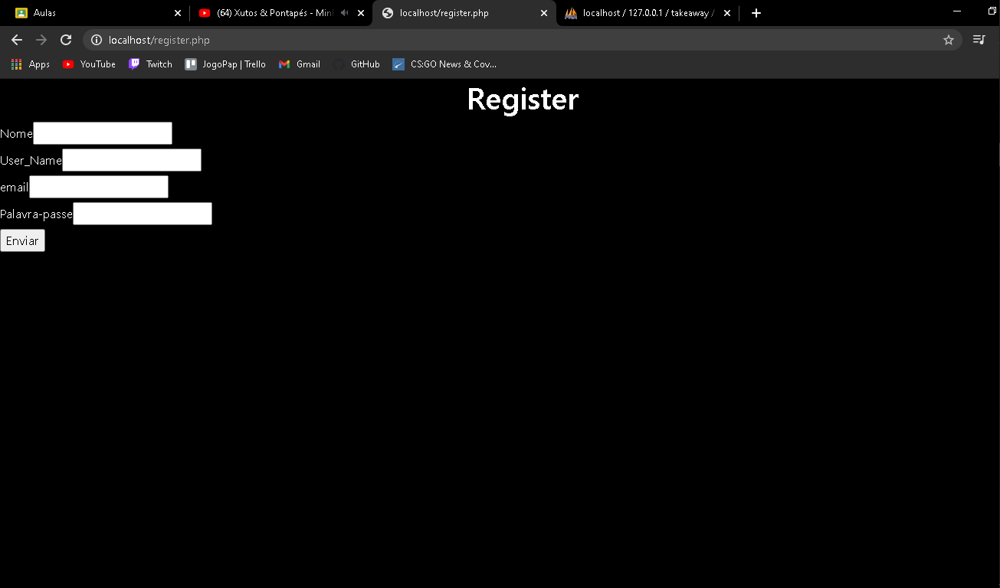 Aulas
(64) Xutos & Pontapés - Minl
localhost/register.php
localhost / 127.0.0.1 / takeaway /
localhost/register.php
Apps YouTube Twitch JogoPap | Trello Gmail GitHub CS:GO News & Cov...
Register
Nome
User_Name
email
Palavra-passe
Enviar